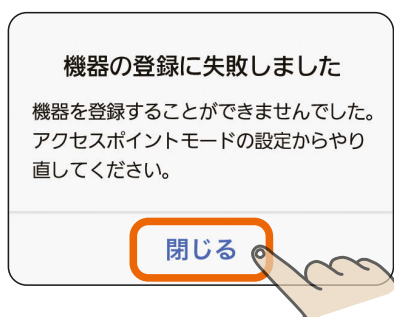 機器の登録に失敗しました
機器を登録することができませんでした。
アクセスポイントモードの設定からやり
直してください。
閉じる